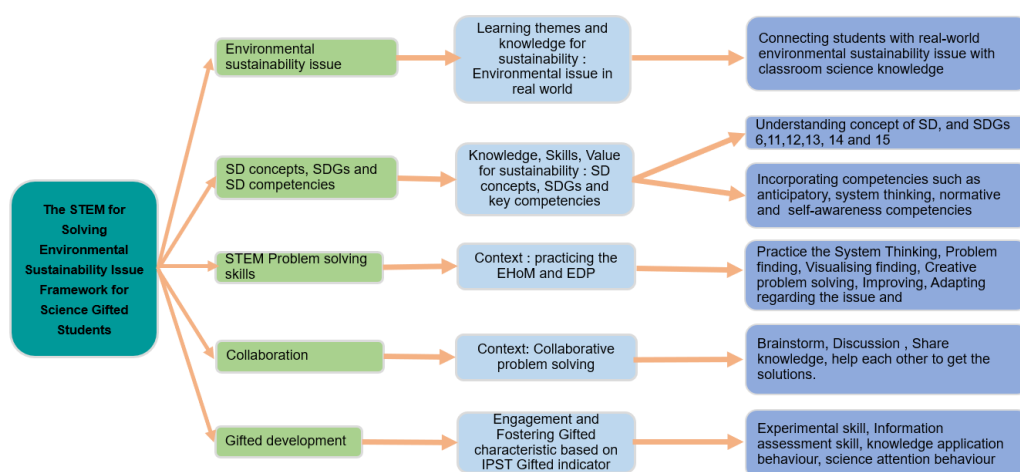 The STEM for
Solving
Environmental
Sustainability Issue
Framework for
Science Gifted
Students
Environmental
sustainability issue
Learning themes and
knowledge for
sustainability :
Environmental issue in
real world
Connecting students with real-world
environmental sustainability issue with
classroom science knowledge
SD concepts, SDGs and
SD competencies
Knowledge, Skills, Value
for sustainability : SD
concepts, SDGs and
key competencies
Understanding concept of SD, and SDGs
6,11,12,13, 14 and 15
Incorporating competencies such as
anticipatory, system thinking, normative
and self-awareness competencies
STEM Problem solving
skills
Context : practicing the
EHoM and EDP
Practice the System Thinking, Problem
finding, Visualising finding, Creative
problem solving, Improving, Adapting
regarding the issue and
Collaboration
Context: Collaborative
problem solving
Brainstorm, Discussion , Share
knowledge, help each other to get the
solutions.
Gifted development
Engagement and
Fostering Gifted
characteristic based on
IPST Gifted indicator
Experimental skill, Information
assessment skill, knowledge application
behaviour, science attention behaviour